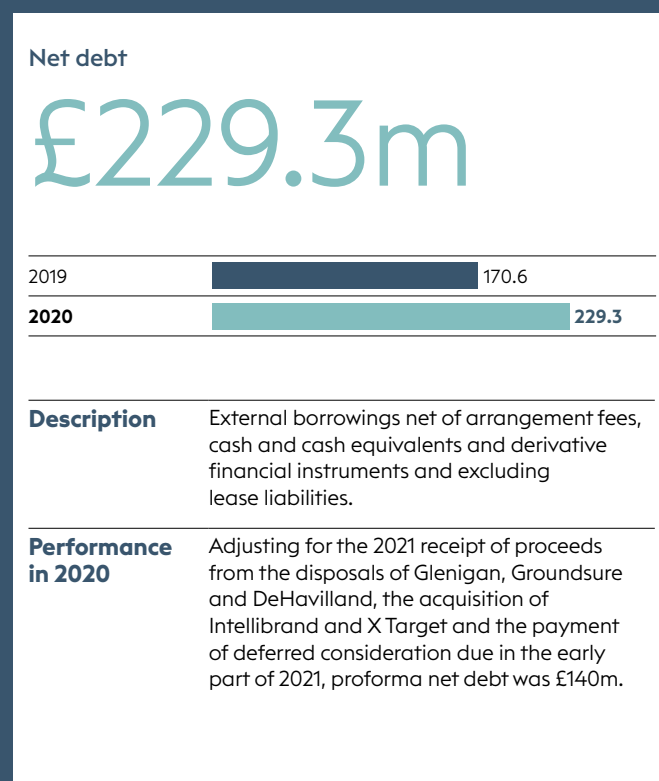 Net debt
£229.3m
2019 170.6
2020 229.3
Description
External borrowings net of arrangement fees,
cash and cash equivalents and derivative
financial instruments and excluding
lease liabilities.
Performance
in 2020
Adjusting for the 2021 receipt of proceeds
from the disposals of Glenigan, Groundsure
and DeHavilland, the acquisition of
Intellibrand and X Target and the payment
of deferred consideration due in the early
part of 2021, proforma net debt was £140m.